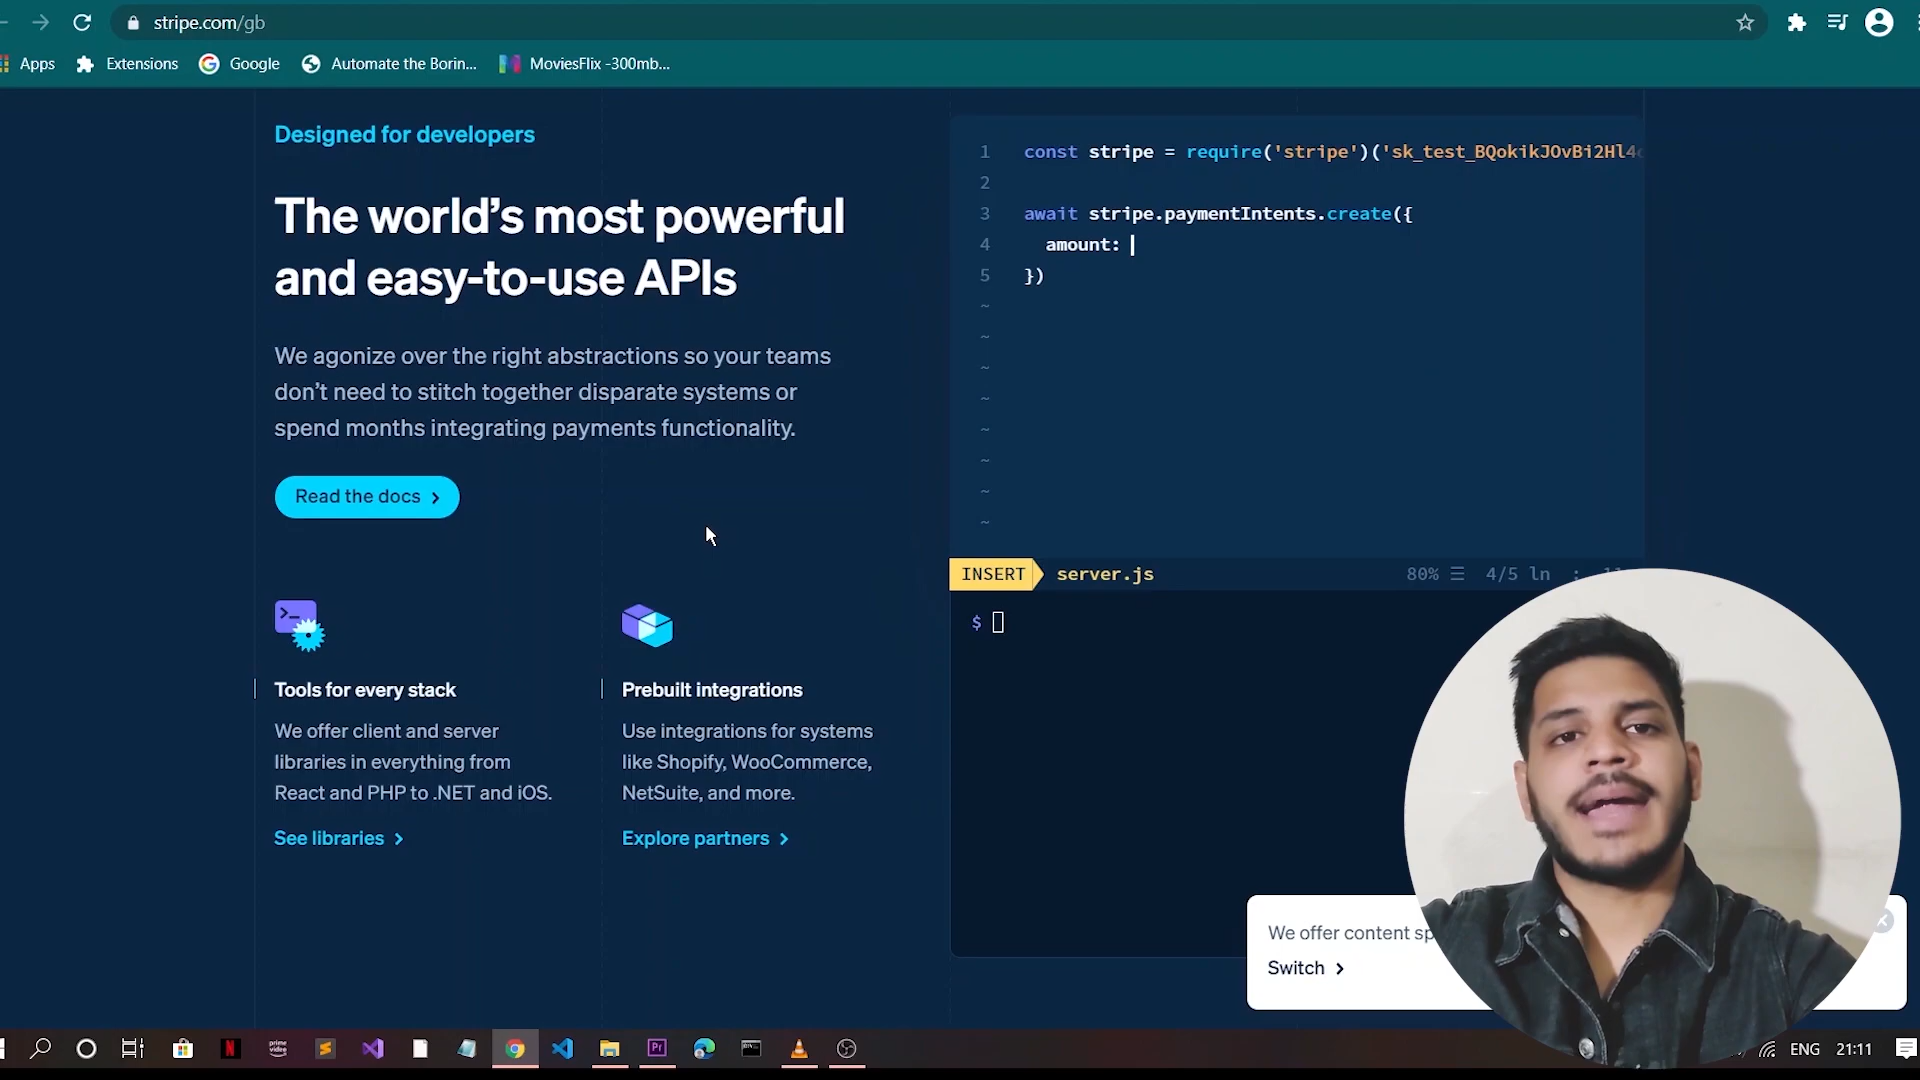 stripe.com/gb
Apps
Extensions
Google
Automate the Borin...
MoviesFlix -300mb...
Designed for developers
The world's most powerful
and easy-to-use APIs
We agonize over the right abstractions so your teams
don't need to stitch together disparate systems or
spend months integrating payments functionality.
Read the docs
Tools for every stack
We offer client and server
libraries in everything from
React and PHP to .NET and iOS.
See libraries
Prebuilt integrations
Use integrations for systems
like Shopify, WooCommerce,
NetSuite, and more.
Explore partners
1 const stripe = require('stripe')('sk_test_BQokikJOvBi2Hl4
2
3 await stripe.paymentIntents.create({
4 amount:
5 })
~
~
~
~
~
~
~
~
INSERT server.js 80% ☰ 4/5 ln :
$
We offer content
Switch
N
prime video
Pr
ENG
21:11